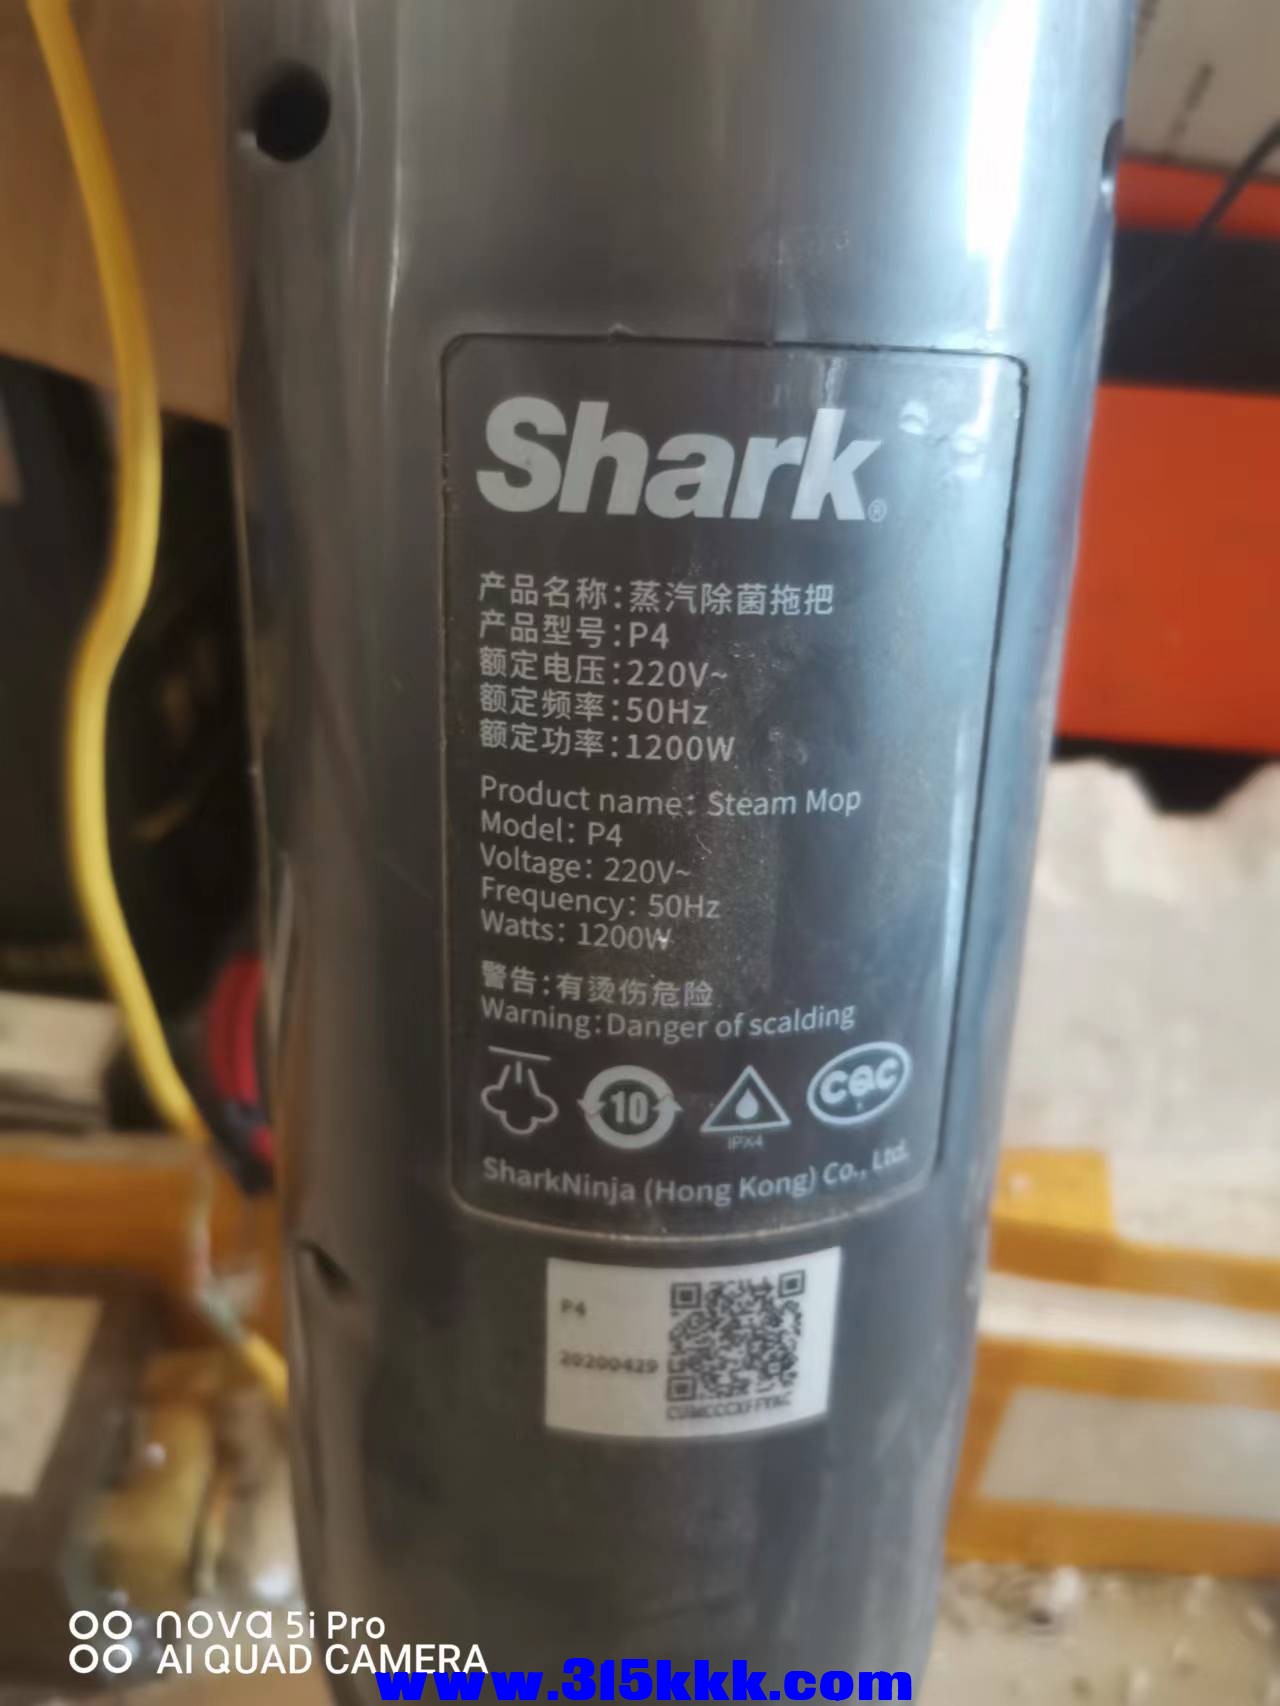 Shark®
产品名称:蒸汽除菌拖把
产品型号:P4
额定电压:220V~
额定频率:50Hz
额定功率:1200W
Product name: Steam Mop
Model: P4
Voltage: 220V~
Frequency: 50Hz
Watts: 1200W
警告:有烫伤危险
Warning:Danger of scalding
10
IPX4
CQC
SharkNinja (Hong Kong) Co., Ltd.
P4
20200429
nova 5i Pro
AI QUAD CAMERA
www.315kkk.com